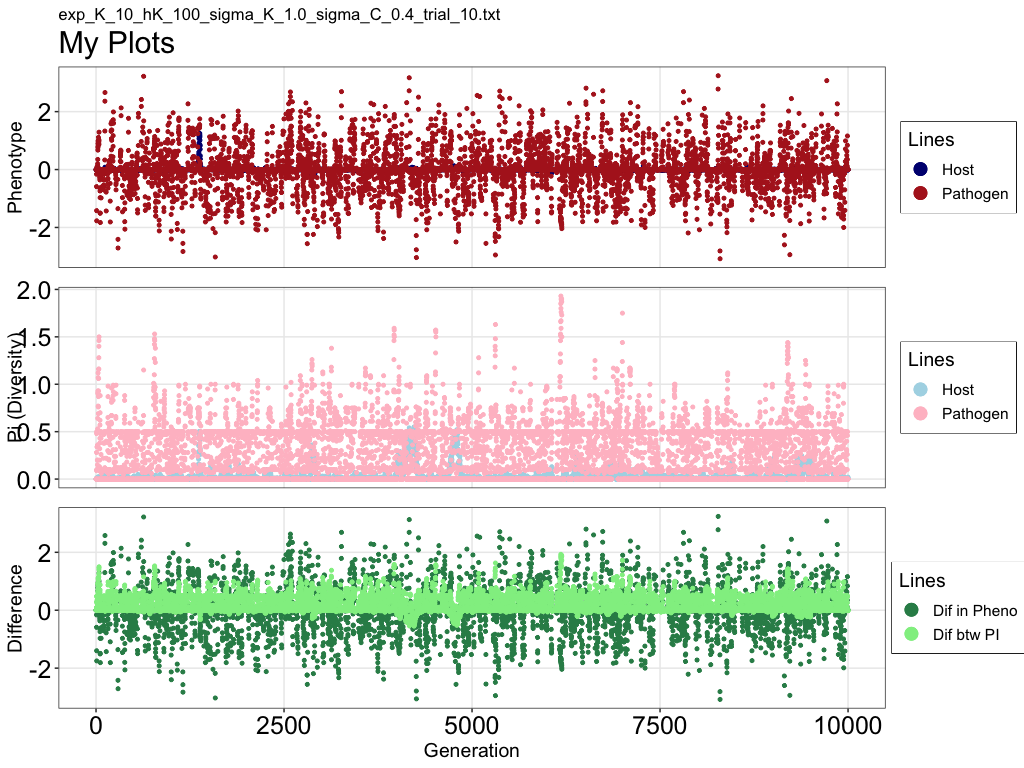 exp_K_10_hK_100_sigma_K_1.0_sigma_C_0.4_trial_10.txt
My Plots
Phenotype
2
0
-2
Lines
Host
Pathogen
Pi (Diversity)
2.0
1.5
1.0
0.5
0.0
Lines
Host
Pathogen
Difference
2
0
-2
Lines
Dif in Pheno
Dif btw PI
0 2500 5000 7500 10000
Generation